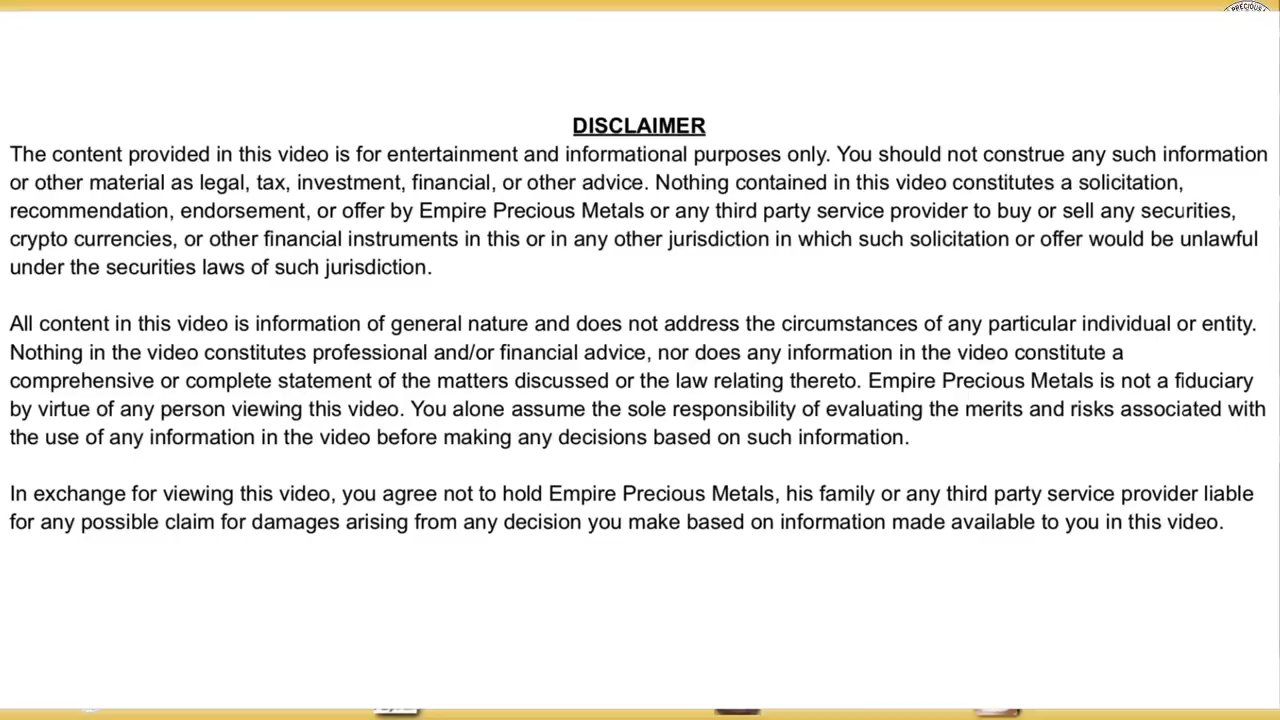 PRECIOUS
DISCLAIMER
The content provided in this video is for entertainment and informational purposes only. You should not construe any such information
or other material as legal, tax, investment, financial, or other advice. Nothing contained in this video constitutes a solicitation,
recommendation, endorsement, or offer by Empire Precious Metals or any third party service provider to buy or sell any securities,
crypto currencies, or other financial instruments in this or in any other jurisdiction in which such solicitation or offer would be unlawful
under the securities laws of such jurisdiction.
All content in this video is information of general nature and does not address the circumstances of any particular individual or entity.
Nothing in the video constitutes professional and/or financial advice, nor does any information in the video constitute a
comprehensive or complete statement of the matters discussed or the law relating thereto. Empire Precious Metals is not a fiduciary
by virtue of any person viewing this video. You alone assume the sole responsibility of evaluating the merits and risks associated with
the use of any information in the video before making any decisions based on such information.
In exchange for viewing this video, you agree not to hold Empire Precious Metals, his family or any third party service provider liable
for any possible claim for damages arising from any decision you make based on information made available to you in this video.